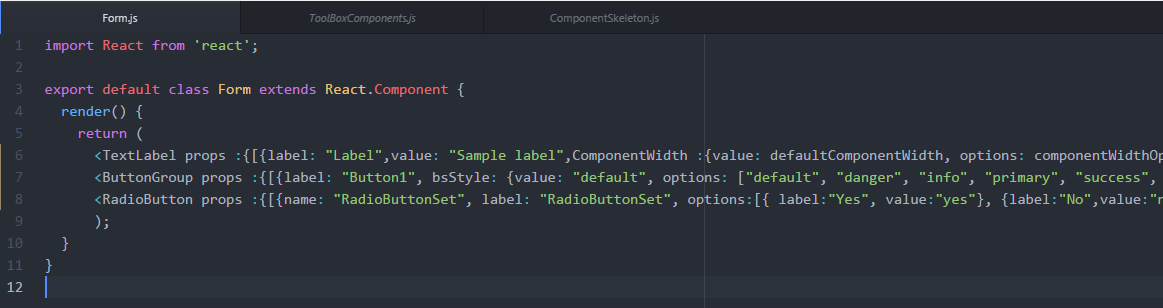 Form.js ToolBoxComponents.js ComponentSkeleton.js
1 import React from 'react';
2
3 export default class Form extends React.Component {
4 render() {
5 return (
6 <TextLabel props :{[{label: "Label",value: "Sample label",ComponentWidth :{value: defaultComponentWidth, options: componentWidthOp
7 <ButtonGroup props :{[{label: "Button1", bsStyle: {value: "default", options: ["default", "danger", "info", "primary", "success",
8 <RadioButton props :{[{name: "RadioButtonSet", label: "RadioButtonSet", options:[{ label:"Yes", value:"yes"}, {label:"No",value:"n
9 );
10 }
11 }
12